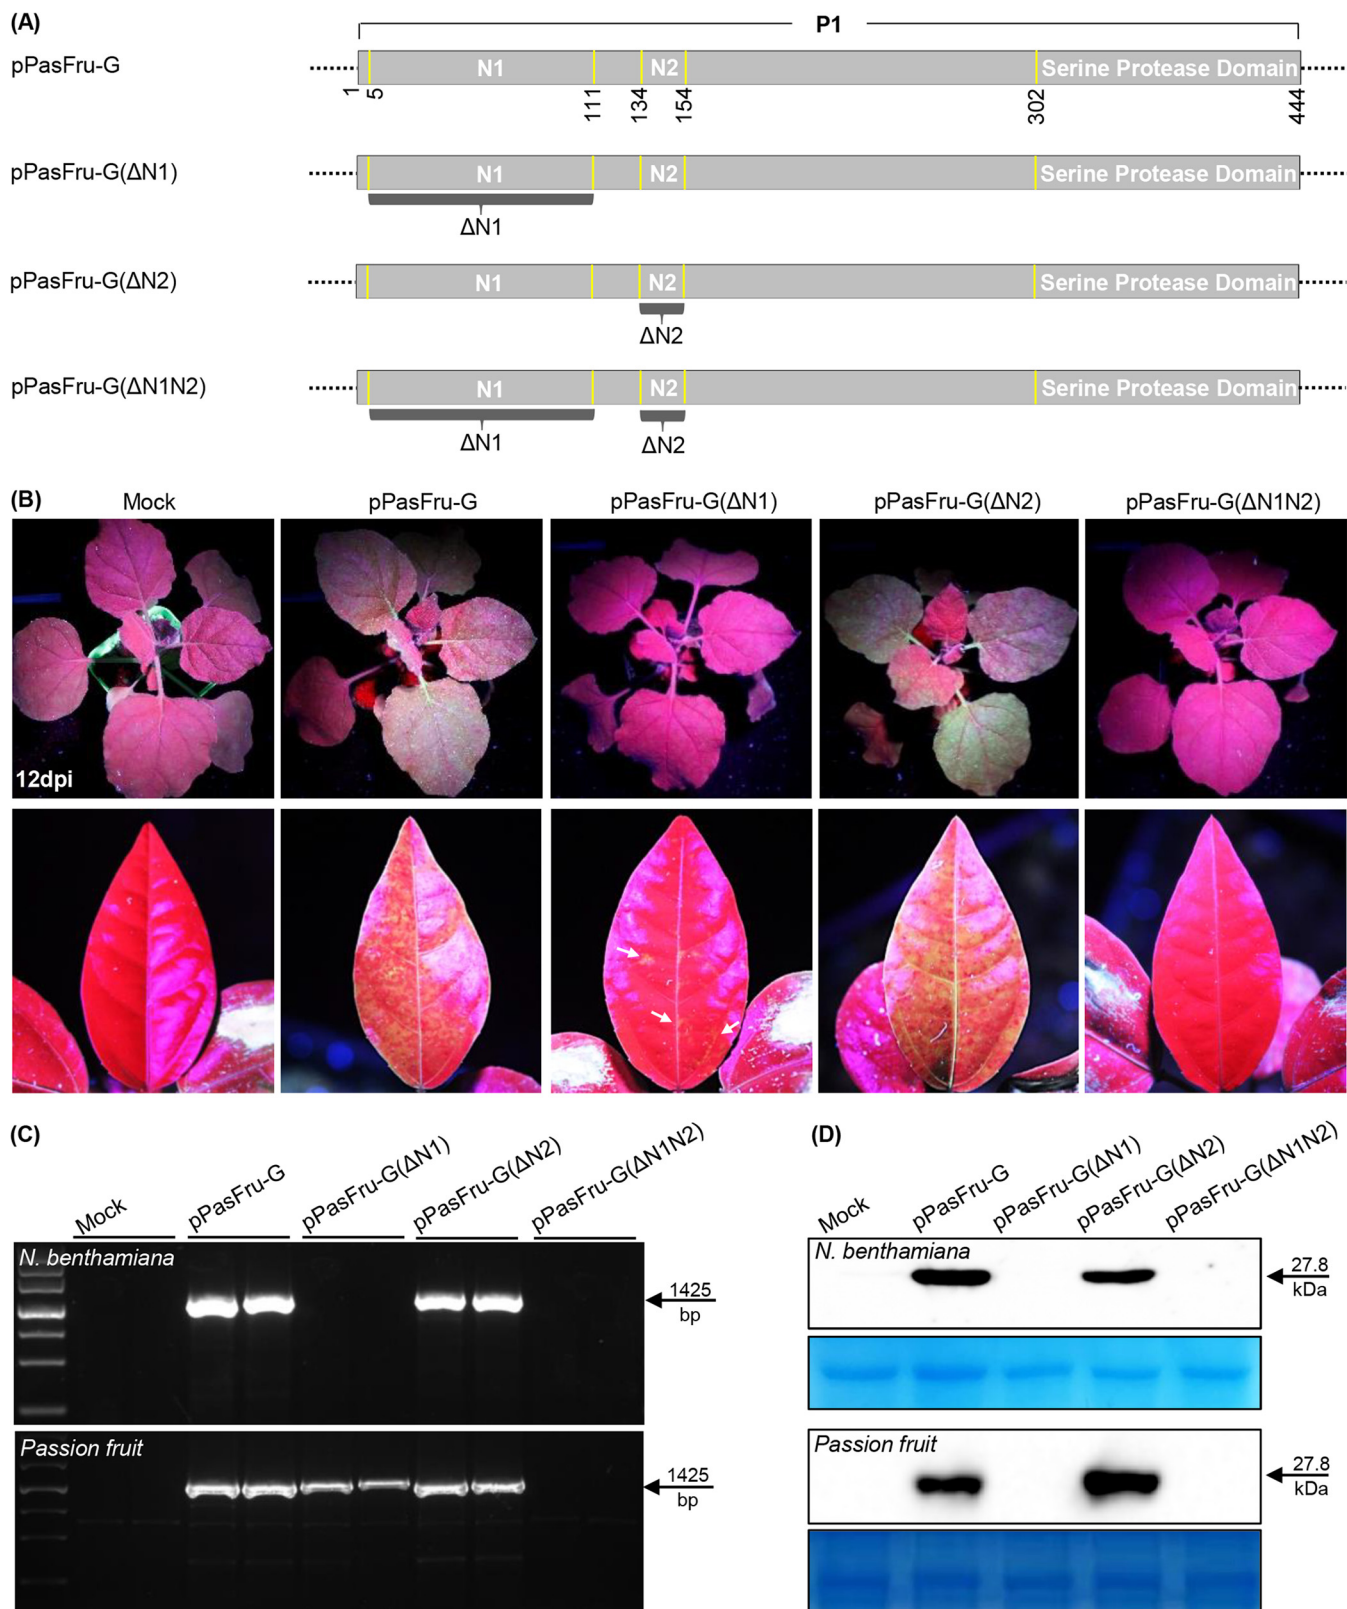 (A)
P1
pPasFru-G
N1
N2
Serine Protease Domain
1
5
111
134
154
302
444
pPasFru-G(ΔN1)
N1
N2
Serine Protease Domain
ΔN1
pPasFru-G(ΔN2)
N1
N2
Serine Protease Domain
ΔN2
pPasFru-G(ΔN1N2)
N1
N2
Serine Protease Domain
ΔN1
ΔN2
(B)
Mock
pPasFru-G
pPasFru-G(ΔN1)
pPasFru-G(ΔN2)
pPasFru-G(ΔN1N2)
12dpi
(C)
Mock
pPasFru-G
pPasFru-G(ΔN1)
pPasFru-G(ΔN2)
pPasFru-G(ΔN1N2)
N. benthamiana
1425
bp
Passion fruit
1425
bp
(D)
Mock
pPasFru-G
pPasFru-G(ΔN1)
pPasFru-G(ΔN2)
pPasFru-G(ΔN1N2)
N. benthamiana
27.8
kDa
Passion fruit
27.8
kDa